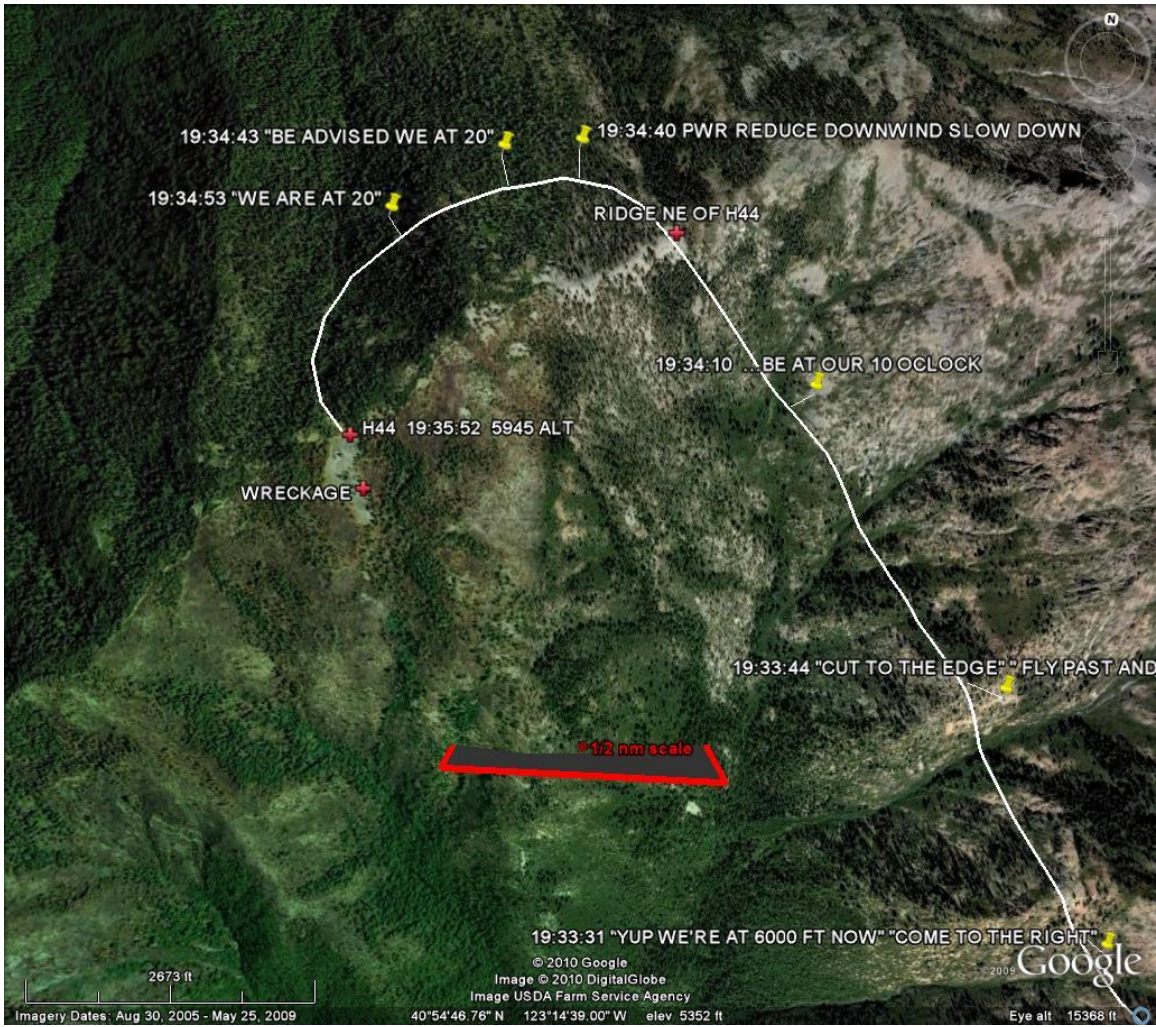 N
19:34:43 "BE ADVISED WE AT 20"
19:34:40 PWR REDUCE DOWNWIND SLOW DOWN
19:34:53 "WE ARE AT 20"
RIDGE NE OF H44
19:34:10 ...BE AT OUR 10 OCLOCK
H44 19:35:52 5945 ALT
WRECKAGE
19:33:44 "CUT TO THE EDGE" " FLY PAST AND
1/2 nm scale
19:33:31 "YUP WE'RE AT 6000 FT NOW" "COME TO THE RIGHT"
2673 ft
© 2010 Google
Image © 2010 DigitalGlobe
Image USDA Farm Service Agency
©2009 Google
Imagery Dates: Aug 30, 2005 - May 25, 2009
40°54'46.76" N 123°14'39.00" W elev 5352 ft
Eye alt 15368 ft